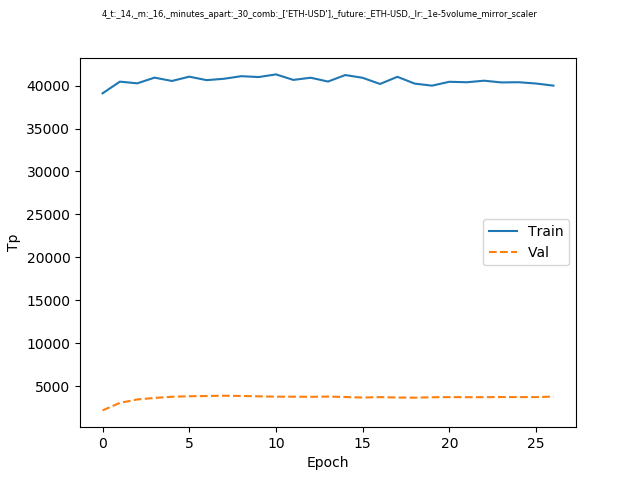 4_t:_14,_m:_16,_minutes_apart:_30_comb:_['ETH-USD'],_future:_ETH-USD,_lr:_1e-5volume_mirror_scaler
40000
35000
30000
25000
20000
15000
10000
5000
Tp
Train
Val
0 5 10 15 20 25
Epoch